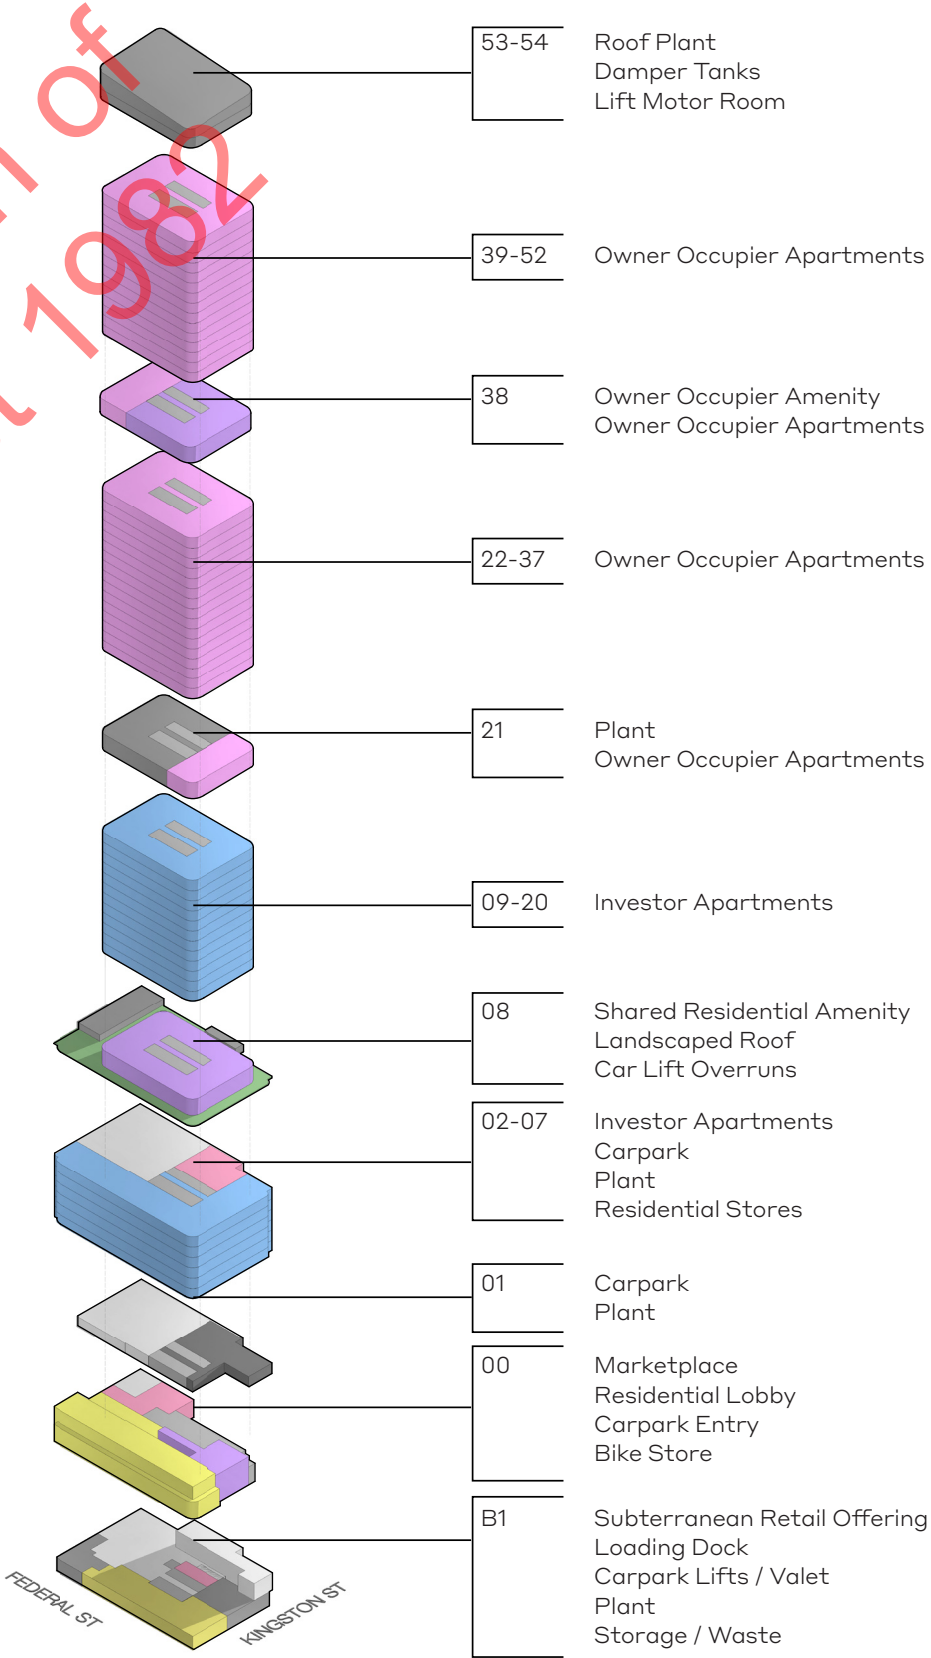 53-54 Roof Plant
Damper Tanks
Lift Motor Room
39-52 Owner Occupier Apartments
38 Owner Occupier Amenity
Owner Occupier Apartments
22-37 Owner Occupier Apartments
21 Plant
Owner Occupier Apartments
09-20 Investor Apartments
08 Shared Residential Amenity
Landscaped Roof
Car Lift Overruns
02-07 Investor Apartments
Carpark
Plant
Residential Stores
01 Carpark
Plant
00 Marketplace
Residential Lobby
Carpark Entry
Bike Store
B1 Subterranean Retail Offering
Loading Dock
Carpark Lifts / Valet
Plant
Storage / Waste
FEDERAL ST
KINGSTON ST
of
1982